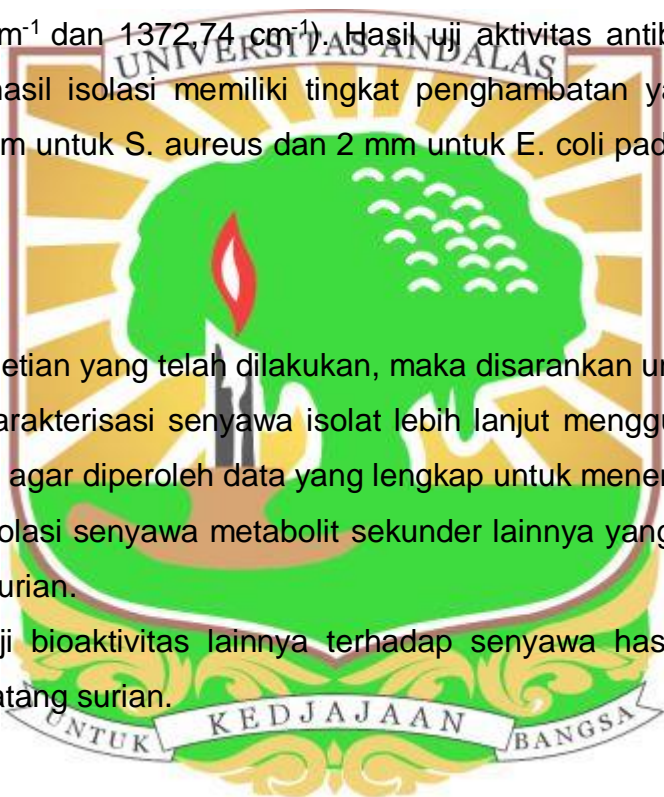 m⁻¹ dan 1372,74 cm⁻¹). Hasil uji aktivitas antib
UNIVERSITAS ANDALAS
hasil isolasi memiliki tingkat penghambatan ya
m untuk S. aureus dan 2 mm untuk E. coli pad
etian yang telah dilakukan, maka disarankan un
arakterisasi senyawa isolat lebih lanjut menggu
agar diperoleh data yang lengkap untuk mener
olasi senyawa metabolit sekunder lainnya yang
urian.
ji bioaktivitas lainnya terhadap senyawa has
atang surian.
UNTUK KEDJAJAAN BANGSA